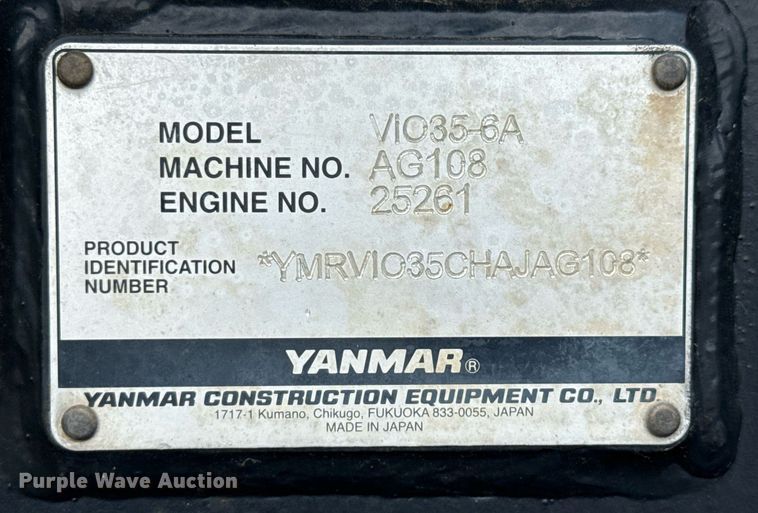 MODEL ViO35-6A
MACHINE NO. AG108
ENGINE NO. 25261
PRODUCT
IDENTIFICATION
NUMBER
*YMRVIO35CHAJAG108*
YANMAR®
YANMAR CONSTRUCTION EQUIPMENT CO., LTD.
1717-1 Kumano, Chikugo, FUKUOKA 833-0055, JAPAN
MADE IN JAPAN
Purple Wave Auction